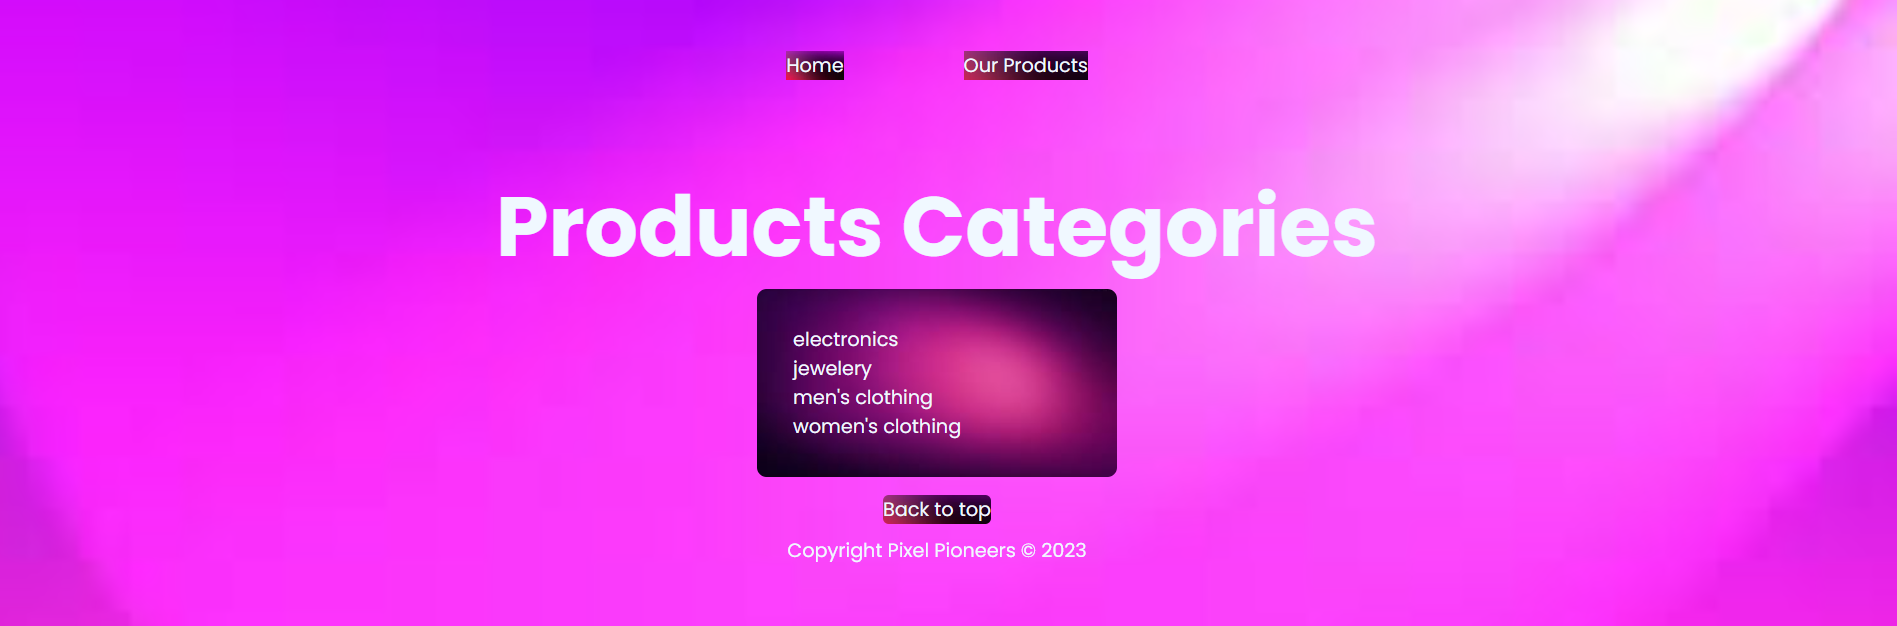 Home
Our Products
Products Categories
electronics
jewelery
men's clothing
women's clothing
Back to top
Copyright Pixel Pioneers © 2023